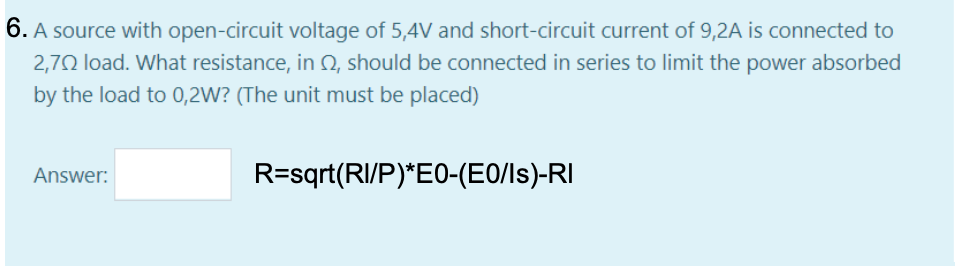 6. A source with open-circuit voltage of 5,4V and short-circuit current of 9,2A is connected to
2,7Ω load. What resistance, in Ω, should be connected in series to limit the power absorbed
by the load to 0,2W? (The unit must be placed)
Answer: R=sqrt(Rl/P)*E0-(E0/Is)-Rl